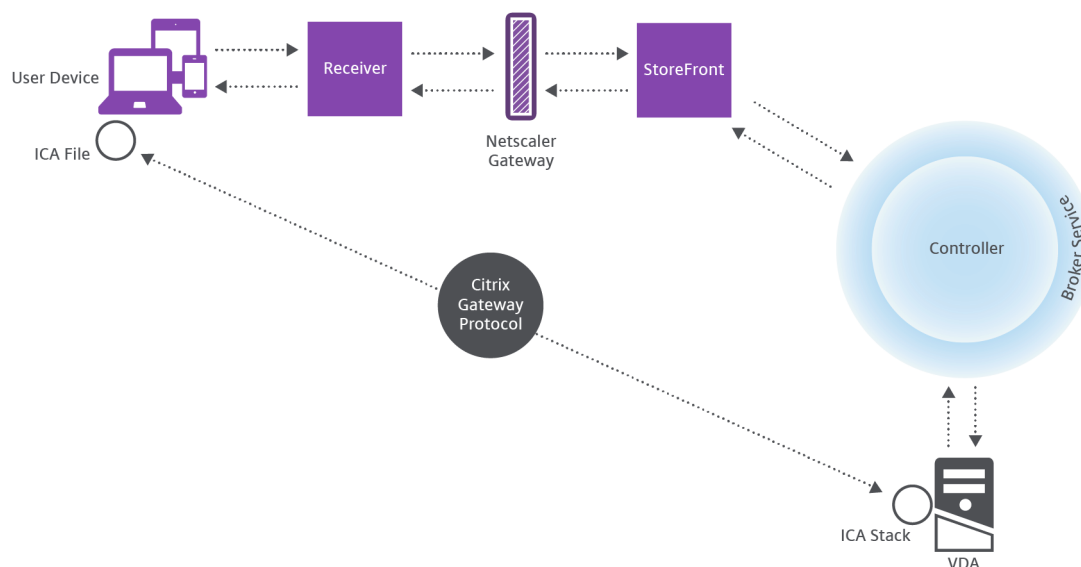 User Device
Receiver
StoreFront
ICA File
Netscaler
Gateway
Broker Service
Controller
Citrix
Gateway
Protocol
ICA Stack
VDA